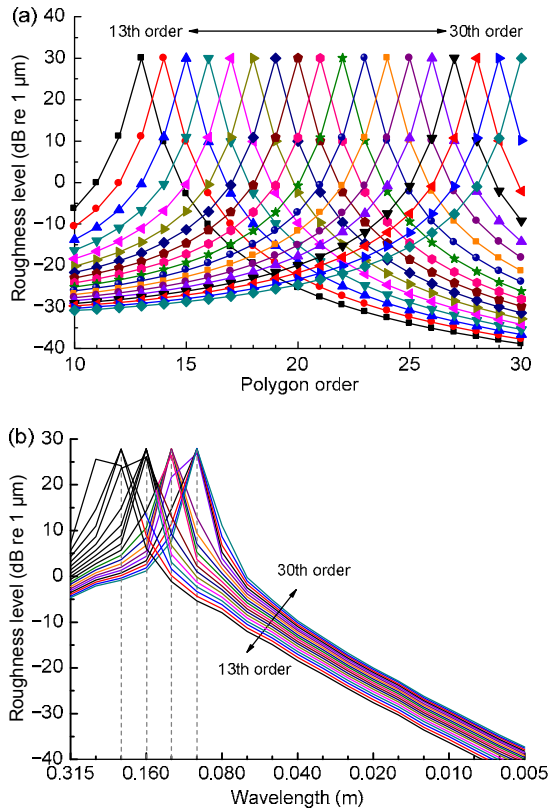 (a)
13th order
30th order
Roughness level (dB re 1 μm)
30
20
10
0
−10
−20
−30
−40
10
15
20
25
30
Polygon order
(b)
Roughness level (dB re 1 μm)
30
20
10
0
−10
−20
−30
−40
30th order
13th order
0.315
0.160
0.080
0.040
0.020
0.010
0.005
Wavelength (m)